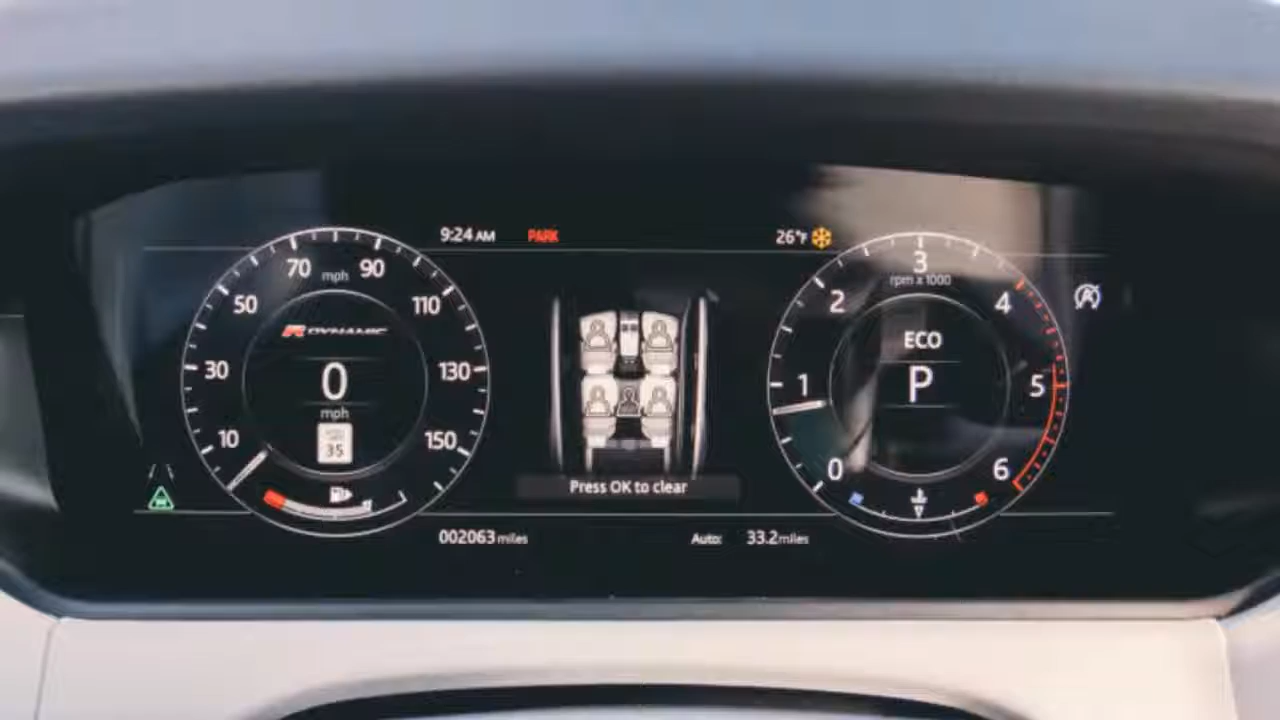 9:24 AM PARK 26°F
70 mph 90
50 110
R DYNAMIC
30 130
0
mph
10 150
35
3
rpm x 1000
2 4
ECO
1 P 5
0 6
Press OK to clear
002063 miles Auto: 33.2 miles